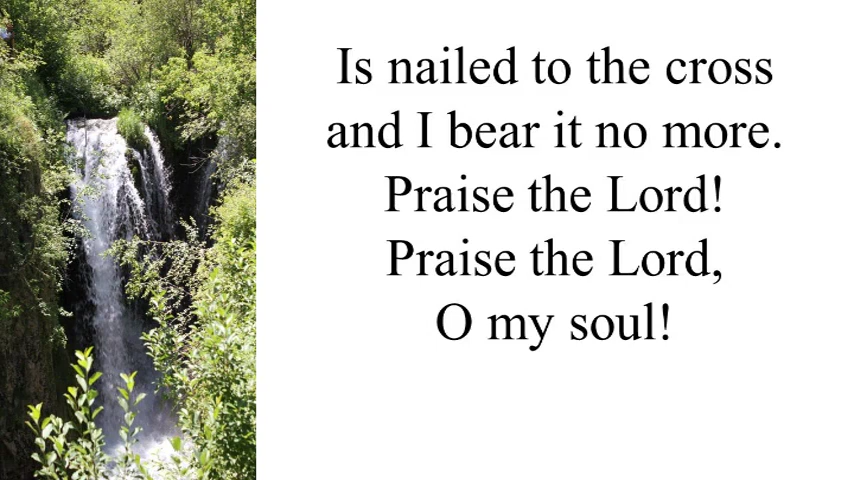 Is nailed to the cross
and I bear it no more.
Praise the Lord!
Praise the Lord,
O my soul!